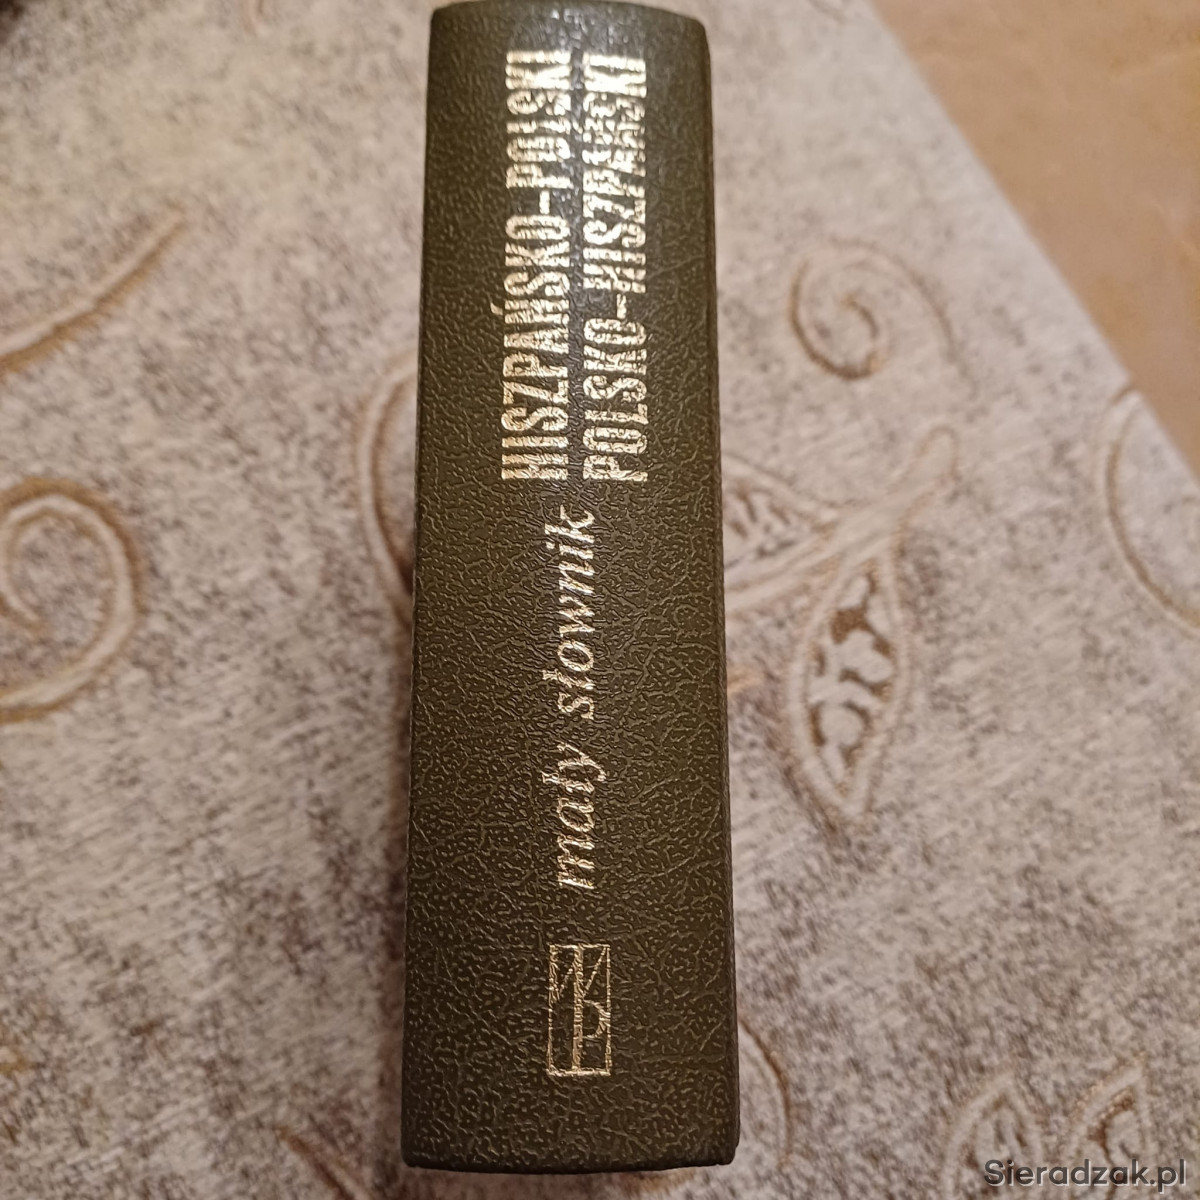 mały słownik
HISZPAŃSKO-POLSKI
POLSKO-HISZPAŃSKI
WP
Sieradzak.pl